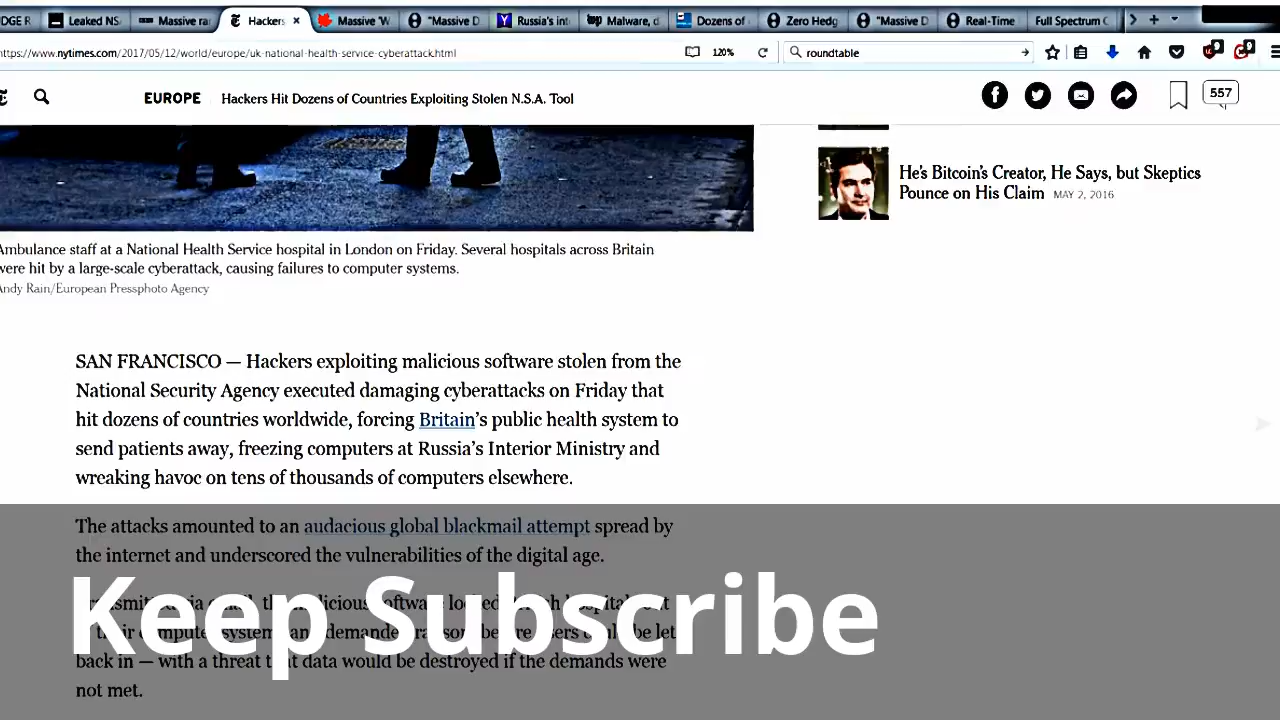 DGE R
Leaked NS
Massive ra
Hackers
×
Massive 'W
"Massive D
Russia's int
Malware, d
Dozens of
Zero Hedg
"Massive D
Real-Time
Full Spectrum C
https://www.nytimes.com/2017/05/12/world/europe/uk-national-health-service-cyberattack.html
120%
roundtable
EUROPE Hackers Hit Dozens of Countries Exploiting Stolen N.S.A. Tool
557
He's Bitcoin's Creator, He Says, but Skeptics
Pounce on His Claim MAY 2, 2016
Ambulance staff at a National Health Service hospital in London on Friday. Several hospitals across Britain
were hit by a large-scale cyberattack, causing failures to computer systems.
Andy Rain/European Pressphoto Agency
SAN FRANCISCO — Hackers exploiting malicious software stolen from the
National Security Agency executed damaging cyberattacks on Friday that
hit dozens of countries worldwide, forcing Britain's public health system to
send patients away, freezing computers at Russia's Interior Ministry and
wreaking havoc on tens of thousands of computers elsewhere.
The attacks amounted to an audacious global blackmail attempt spread by
the internet and underscored the vulnerabilities of the digital age.
Keep Subscribe
back in — with a threat that data would be destroyed if the demands were
not met.